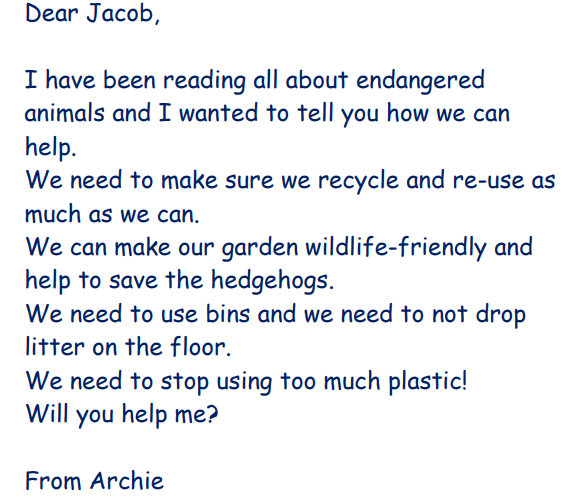 Dear Jacob,
I have been reading all about endangered
animals and I wanted to tell you how we can
help.
We need to make sure we recycle and re-use as
much as we can.
We can make our garden wildlife-friendly and
help to save the hedgehogs.
We need to use bins and we need to not drop
litter on the floor.
We need to stop using too much plastic!
Will you help me?
From Archie